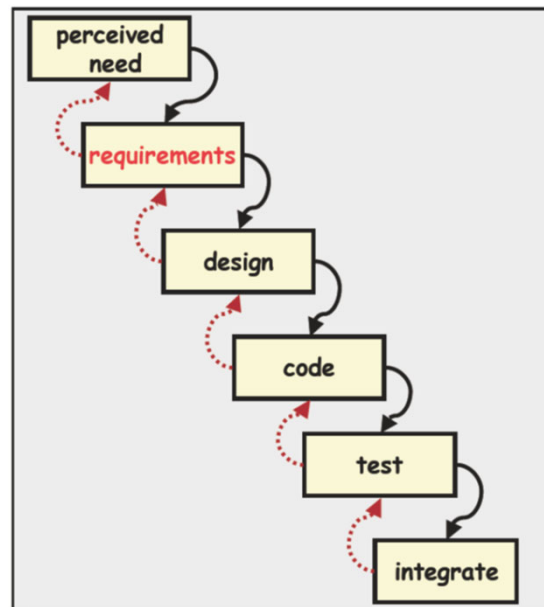 perceived
need
requirements
design
code
test
integrate